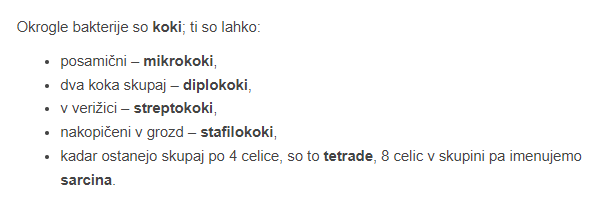 Okrogle bakterije so koki; ti so lahko:
• posamični – mikrokoki,
• dva koka skupaj – diplokoki,
• v verižici – streptokoki,
• nakopičeni v grozd – stafilokoki,
• kadar ostanejo skupaj po 4 celice, so to tetrade, 8 celic v skupini pa imenujemo
sarcina.